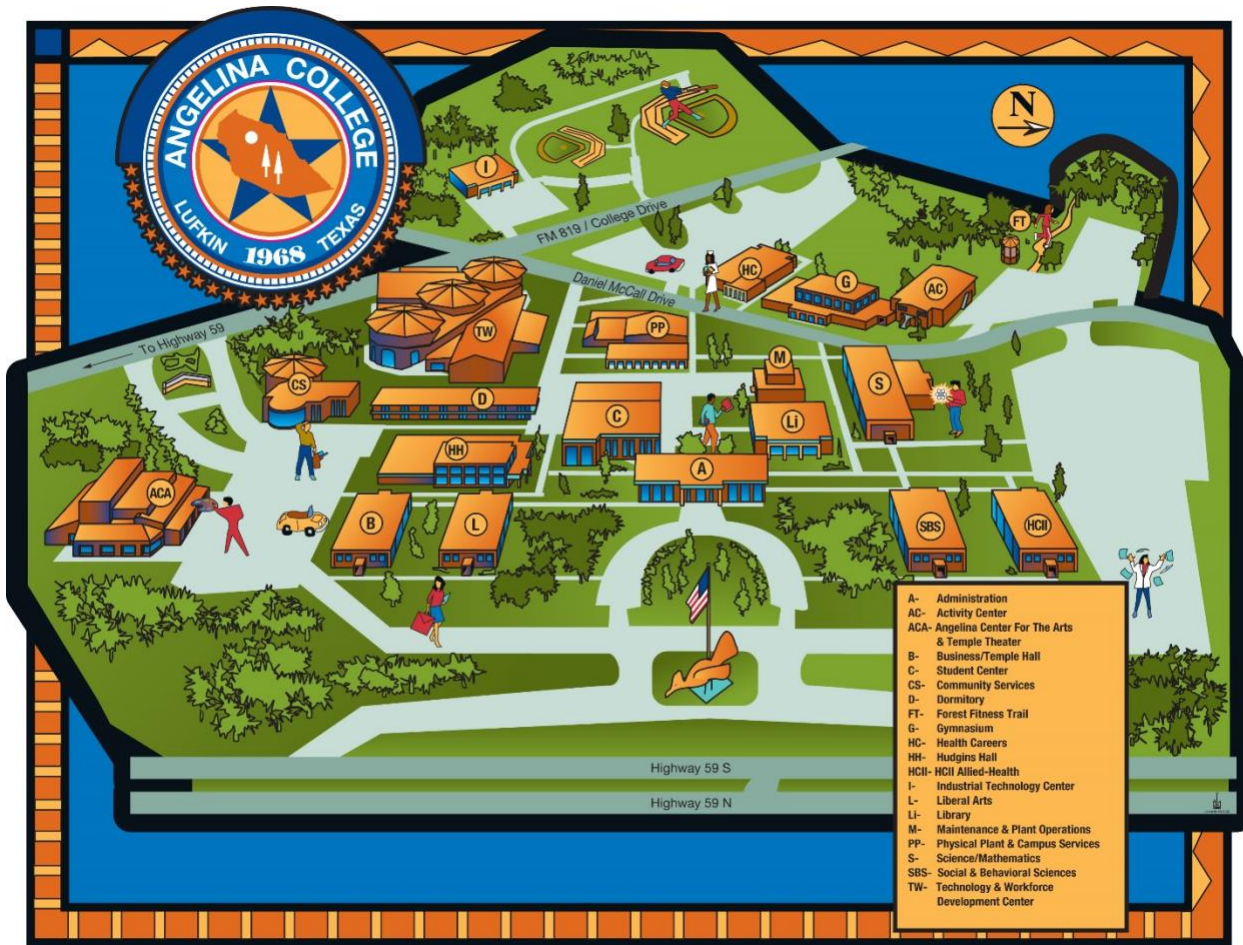 ANGELINA COLLEGE
LUFKIN 1968 TEXAS
N
I
FM 819 / College Drive
FT
HC
G
AC
Daniel McCall Drive
To Highway 59
TW
PP
M
CS
D
S
C
Li
HH
A
ACA
B
L
SBS
HCII
A- Administration
AC- Activity Center
ACA- Angelina Center For The Arts
& Temple Theater
B- Business/Temple Hall
C- Student Center
CS- Community Services
D- Dormitory
FT- Forest Fitness Trail
G- Gymnasium
HC- Health Careers
HH- Hudgins Hall
HCII- HCII Allied-Health
I- Industrial Technology Center
L- Liberal Arts
Li- Library
M- Maintenance & Plant Operations
PP- Physical Plant & Campus Services
S- Science/Mathematics
SBS- Social & Behavioral Sciences
TW- Technology & Workforce
Development Center
Highway 59 S
Highway 59 N